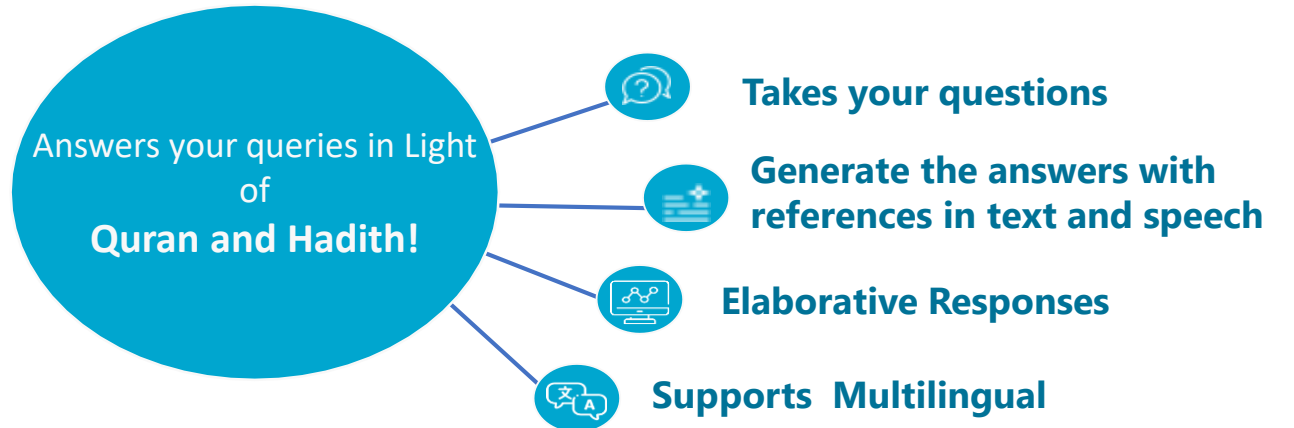 Answers your queries in Light
of
Quran and Hadith!
Takes your questions
Generate the answers with
references in text and speech
Elaborative Responses
Supports Multilingual
?
文
A